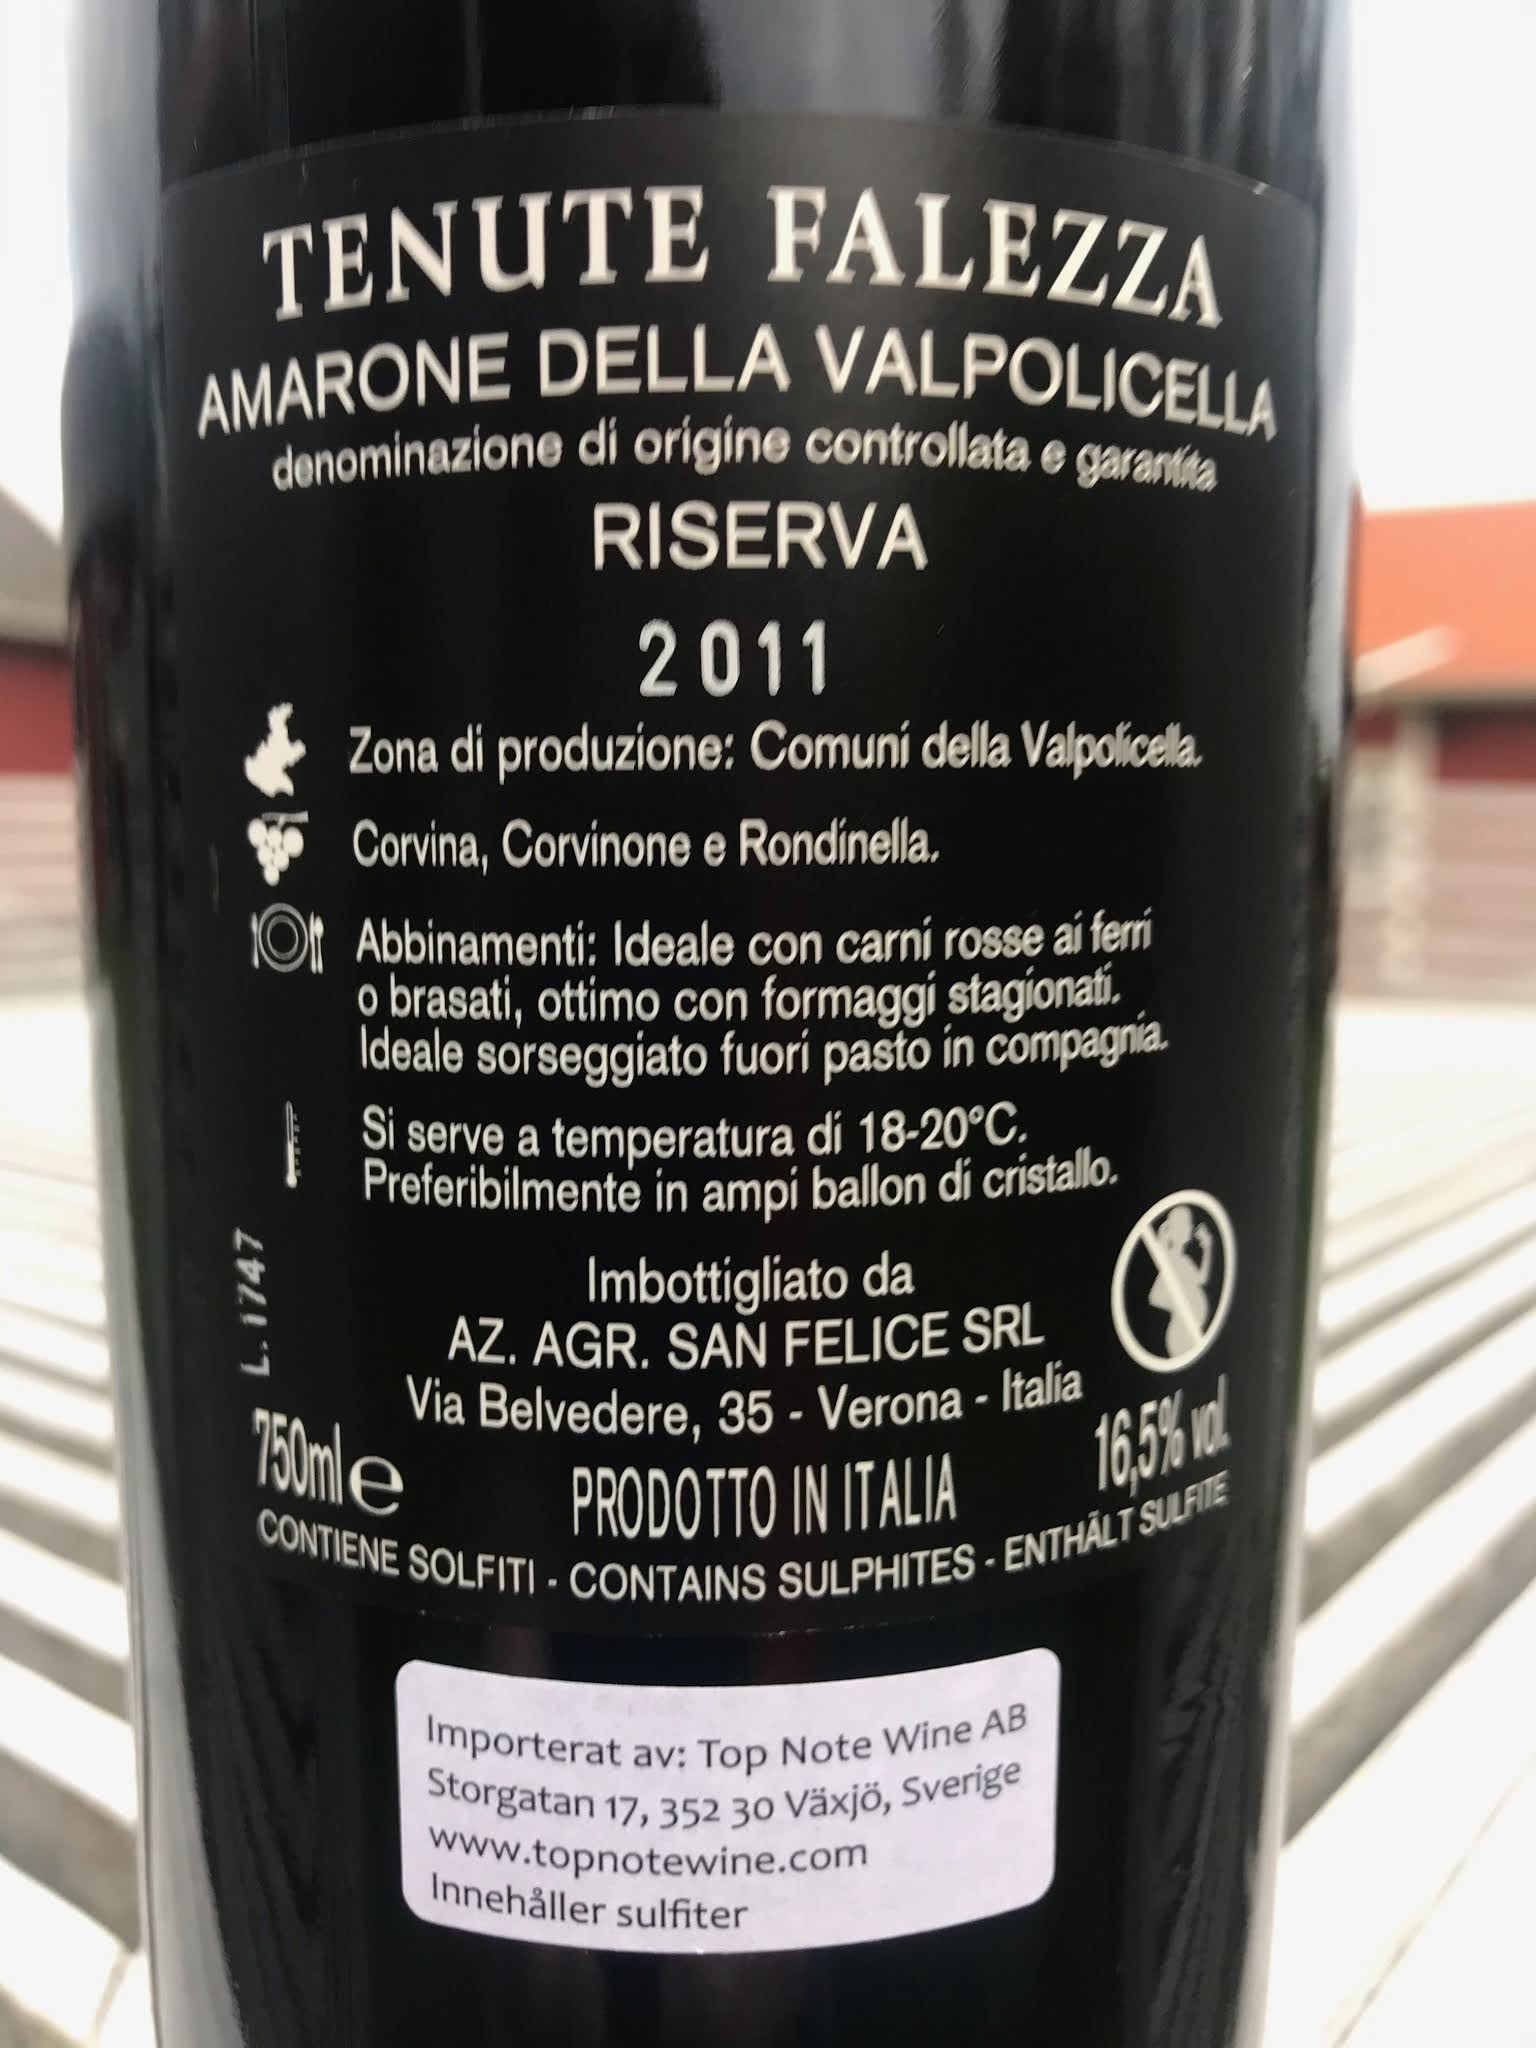 TENUTE FALEZZA
AMARONE DELLA VALPOLICELLA
denominazione di origine controllata e garantita
RISERVA
2011
Zona di produzione: Comuni della Valpolicella.
Corvina, Corvinone e Rondinella.
Abbinamenti: Ideale con carni rosse ai ferri
o brasati, ottimo con formaggi stagionati.
Ideale sorseggiato fuori pasto in compagnia.
Si serve a temperatura di 18-20°C.
Preferibilmente in ampi ballon di cristallo.
L.1747
Imbottigliato da
AZ. AGR. SAN FELICE SRL
Via Belvedere, 35 - Verona - Italia
750ml e
PRODOTTO IN ITALIA
16,5% vol.
CONTIENE SOLFITI - CONTAINS SULPHITES - ENTHÄLT SULFITE
Importerat av: Top Note Wine AB
Storgatan 17, 352 30 Växjö, Sverige
www.topnotewine.com
Innehåller sulfiter